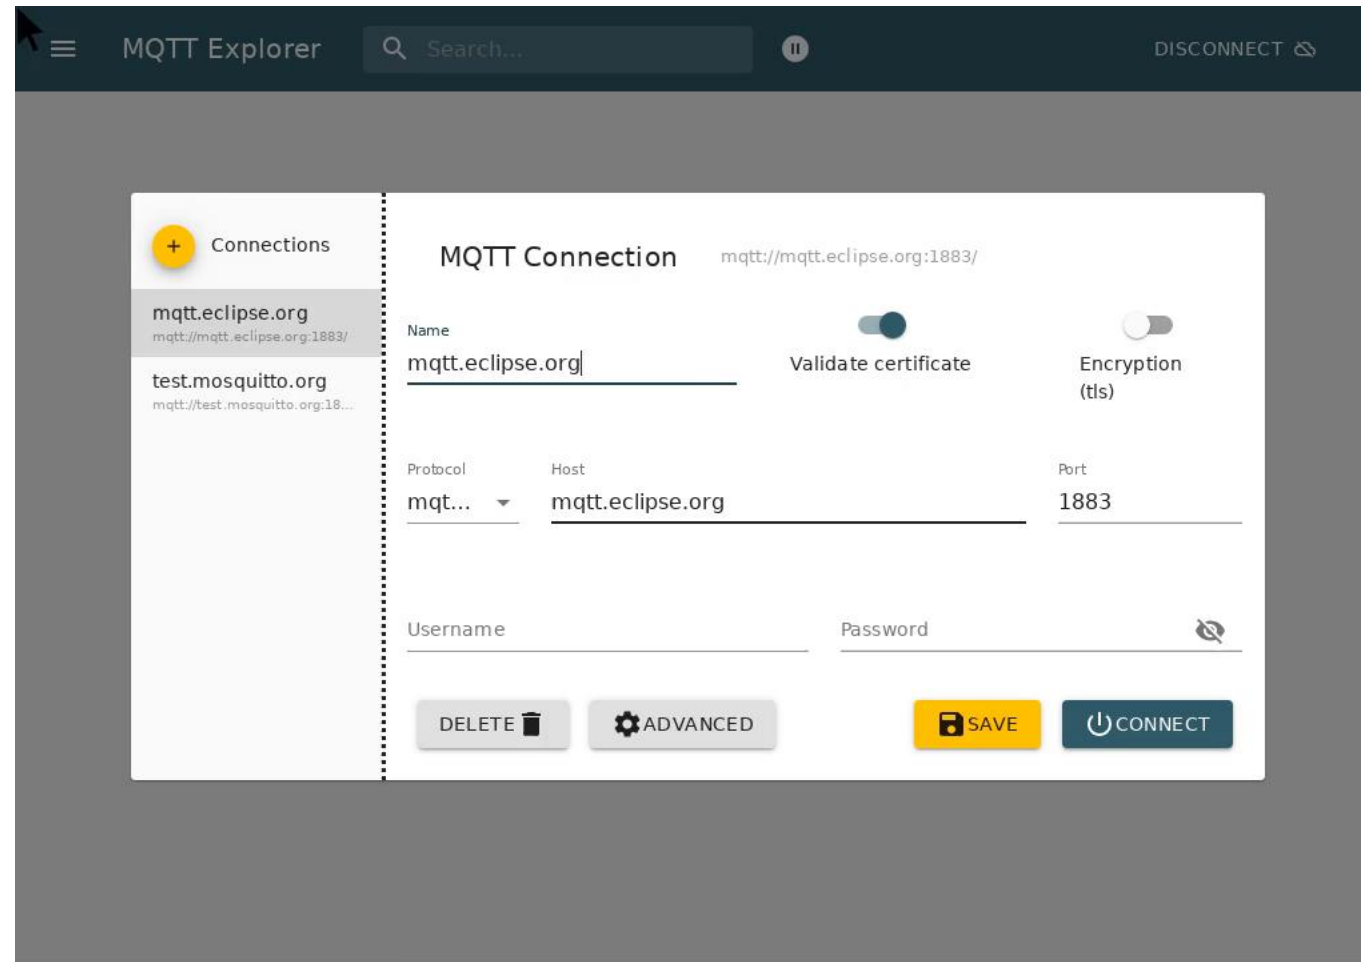 MQTT Explorer
Search...
DISCONNECT
Connections
mqtt.eclipse.org
mqtt://mqtt.eclipse.org:1883/
test.mosquitto.org
mqtt://test.mosquitto.org:18...
MQTT Connection mqtt://mqtt.eclipse.org:1883/
Name
mqtt.eclipse.org
Validate certificate
Encryption
(tls)
Protocol
mqt...
Host
mqtt.eclipse.org
Port
1883
Username
Password
DELETE
ADVANCED
SAVE
CONNECT